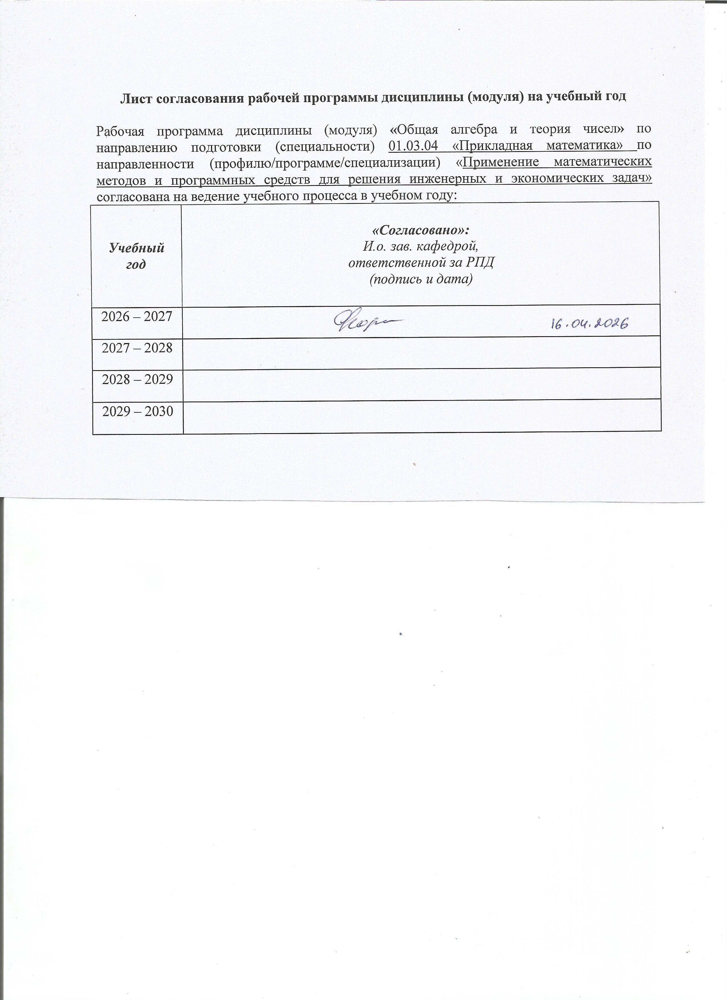 Лист согласования рабочей программы дисциплины (модуля) на учебный год
Рабочая программа дисциплины (модуля) «Общая алгебра и теория чисел» по
направлению подготовки (специальности) 01.03.04 «Прикладная математика» по
направленности (профилю/программе/специализации) «Применение математических
методов и программных средств для решения инженерных и экономических задач»
согласована на ведение учебного процесса в учебном году:
Учебный
год
«Согласовано»:
И.о. зав. кафедрой,
ответственной за РПД
(подпись и дата)
2026 – 2027
16.04.2026
2027 – 2028
2028 – 2029
2029 – 2030